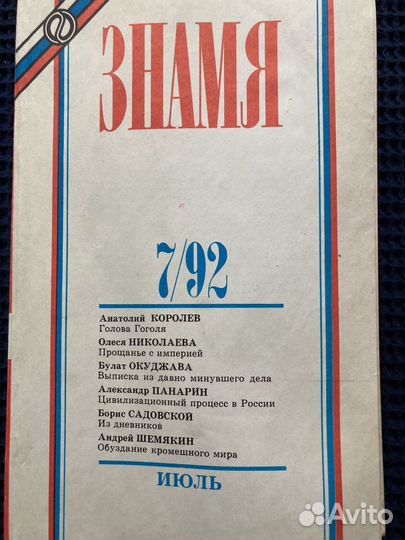 ЗНАМЯ
7/92
Анатолий КОРОЛЕВ
Голова Гоголя
Олеся НИКОЛАЕВА
Прощанье с империей
Булат ОКУДЖАВА
Выписка из давно минувшего дела
Александр ПАНАРИН
Цивилизационный процесс в России
Борис САДОВСКОЙ
Из дневников
Андрей ШЕМЯКИН
Обуздание кромешного мира
ИЮЛЬ
Avito